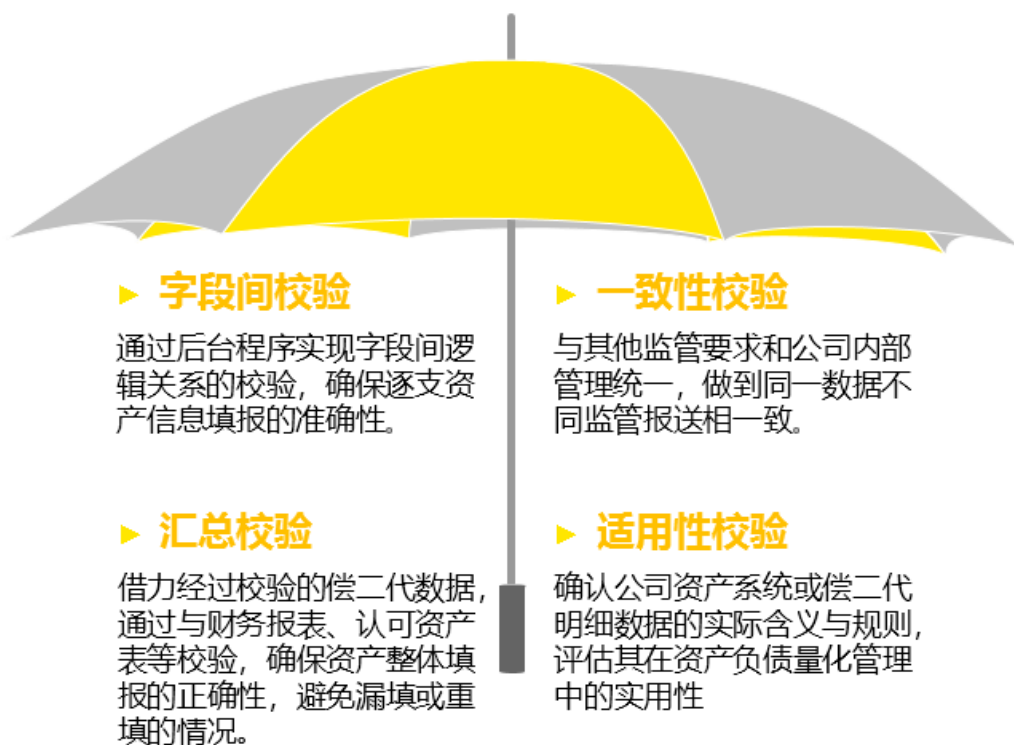 字段间校验
通过后台程序实现字段间逻
辑关系的校验，确保逐支资
产信息填报的准确性。
一致性校验
与其他监管要求和公司内部
管理统一，做到同一数据不
同监管报送相一致。
汇总校验
借力经过校验的偿二代数据，
通过与财务报表、认可资产
表等校验，确保资产整体填
报的正确性，避免漏填或重
填的情况。
适用性校验
确认公司资产系统或偿二代
明细数据的实际含义与规则，
评估其在资产负债量化管理
中的实用性